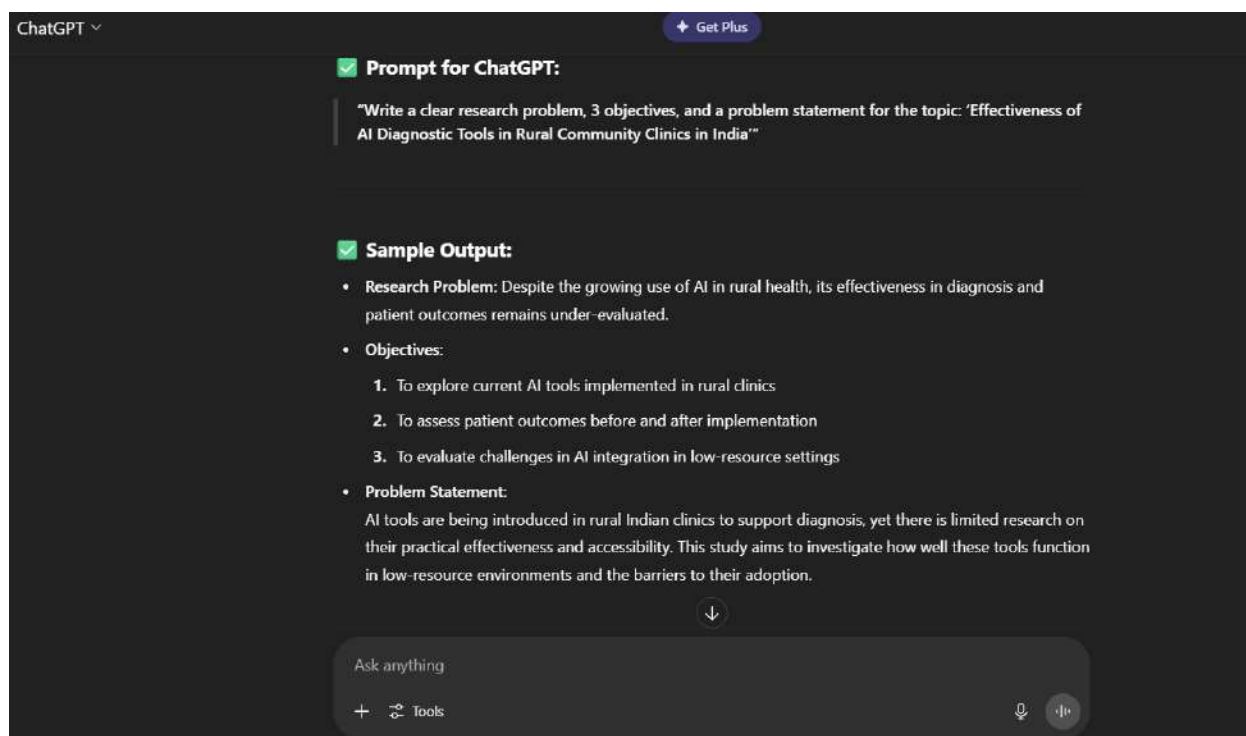 ChatGPT
Get Plus
✅ Prompt for ChatGPT:
“Write a clear research problem, 3 objectives, and a problem statement for the topic: ‘Effectiveness of
AI Diagnostic Tools in Rural Community Clinics in India’”
✅ Sample Output:
• Research Problem: Despite the growing use of AI in rural health, its effectiveness in diagnosis and
patient outcomes remains under-evaluated.
• Objectives:
1. To explore current AI tools implemented in rural clinics
2. To assess patient outcomes before and after implementation
3. To evaluate challenges in AI integration in low-resource settings
• Problem Statement:
AI tools are being introduced in rural Indian clinics to support diagnosis, yet there is limited research on
their practical effectiveness and accessibility. This study aims to investigate how well these tools function
in low-resource environments and the barriers to their adoption.
Ask anything
Tools